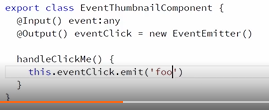 export class EventThumbnailComponent {
@Input() event:any
@Output() eventClick = new EventEmitter()
handleClickMe() {
this.eventClick.emit('foo')
}
}